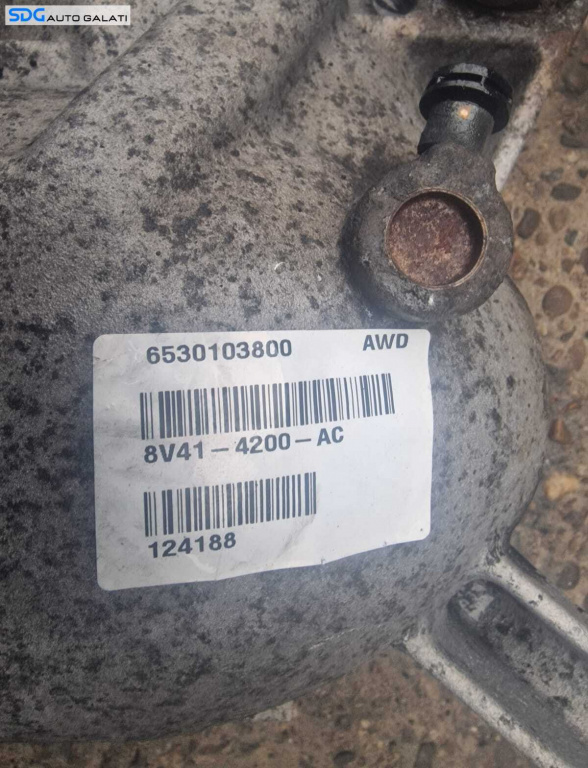 SDG AUTO GALATI
6530103800 AWD
8V41-4200-AC
124188